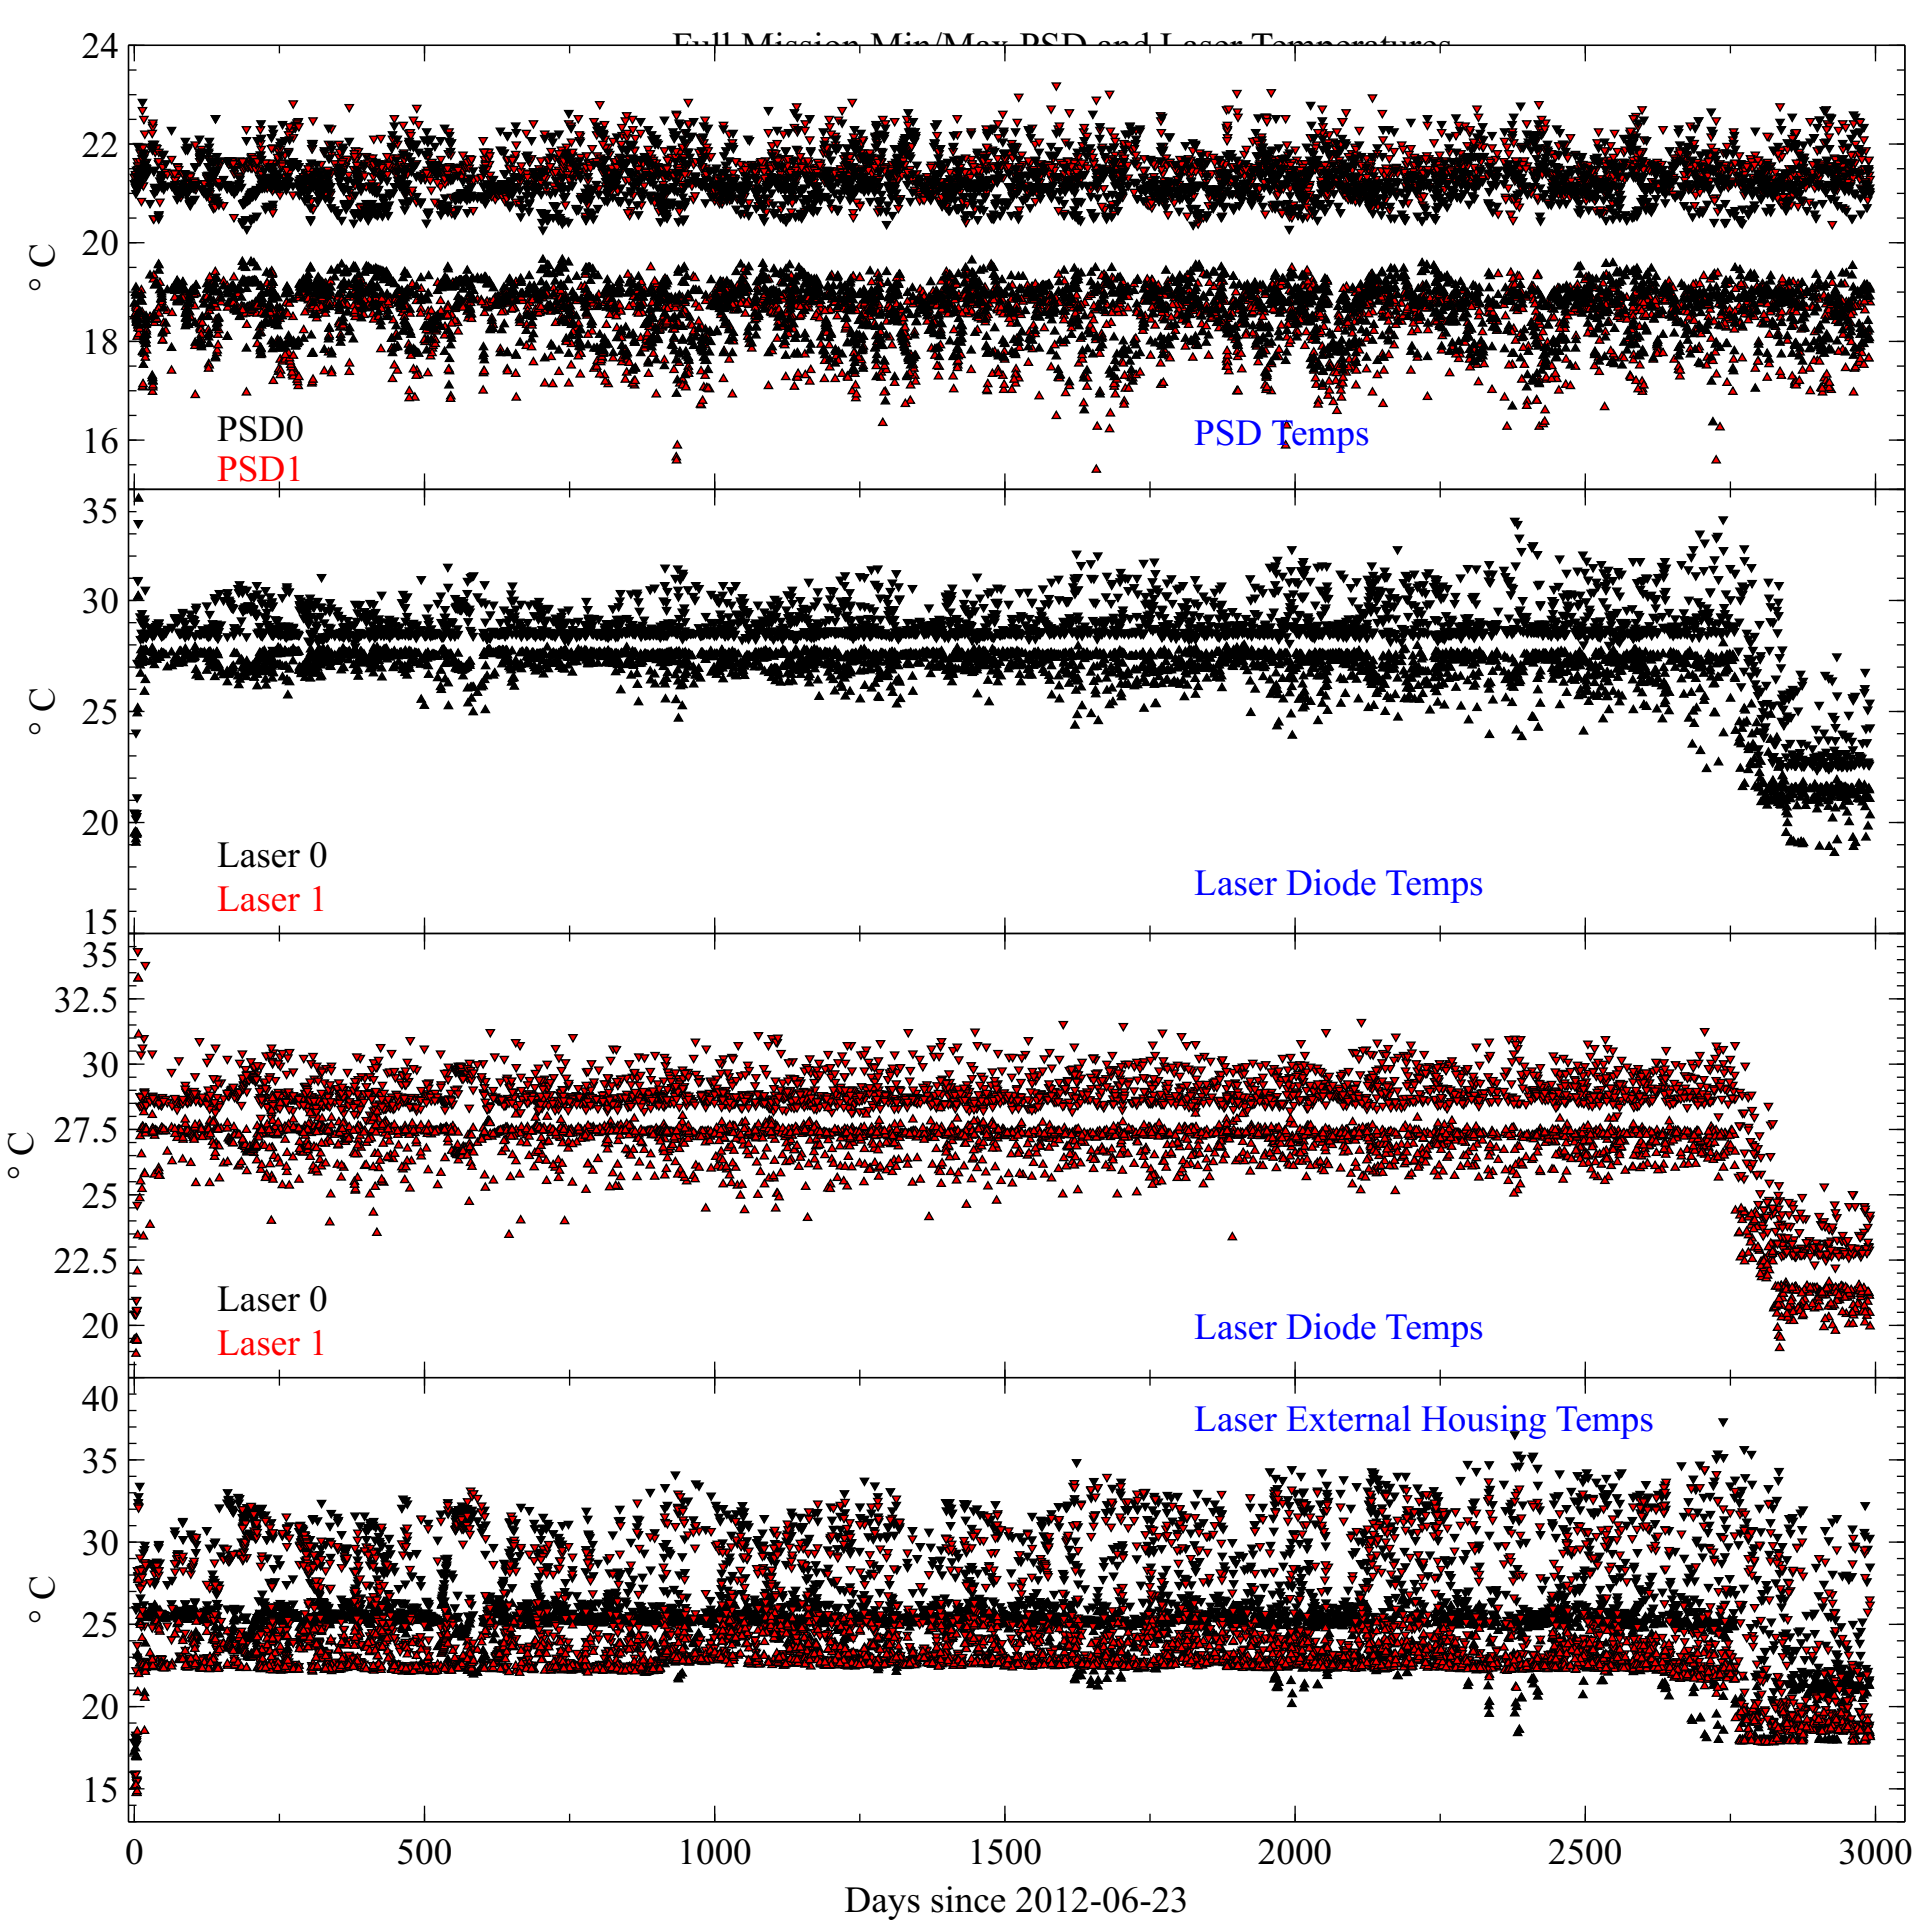 Full Mission Min/Max PSD and Laser Temperatures
24
22
20
18
16
° C
PSD0
PSD1
PSD Temps
35
30
25
20
15
° C
Laser 0
Laser 1
Laser Diode Temps
35
32.5
30
27.5
25
22.5
20
° C
Laser 0
Laser 1
Laser Diode Temps
40
35
30
25
20
15
° C
Laser External Housing Temps
0 500 1000 1500 2000 2500 3000
Days since 2012-06-23